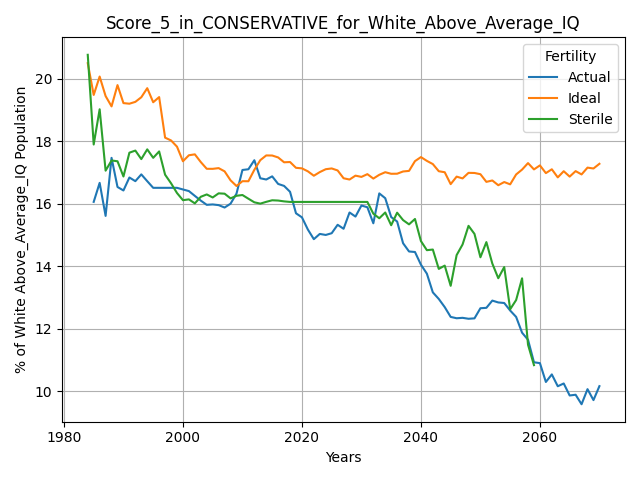 Score_5_in_CONSERVATIVE_for_White_Above_Average_IQ
% of White Above_Average_IQ Population
20
18
16
14
12
10
Fertility
Actual
Ideal
Sterile
1980
2000
2020
2040
2060
Years